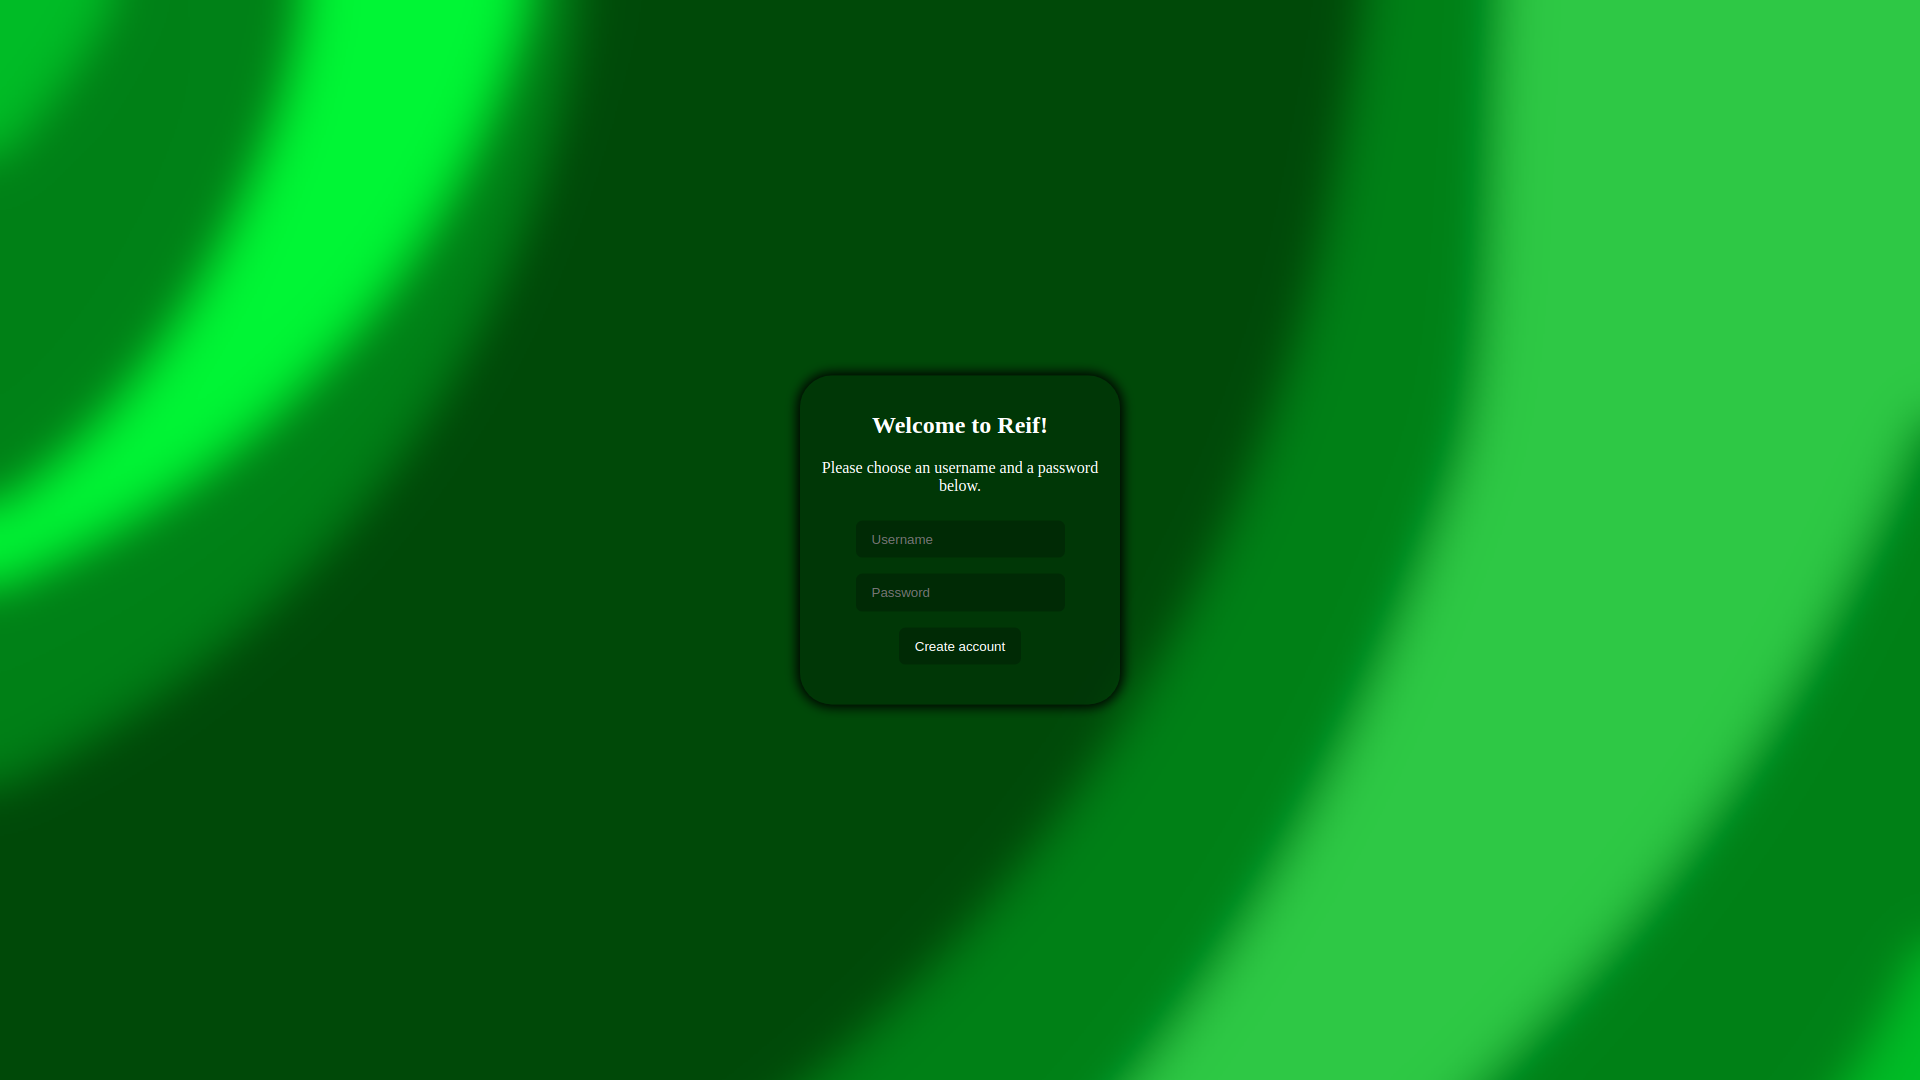 Welcome to Reif!
Please choose an username and a password
below.
Username
Password
Create account